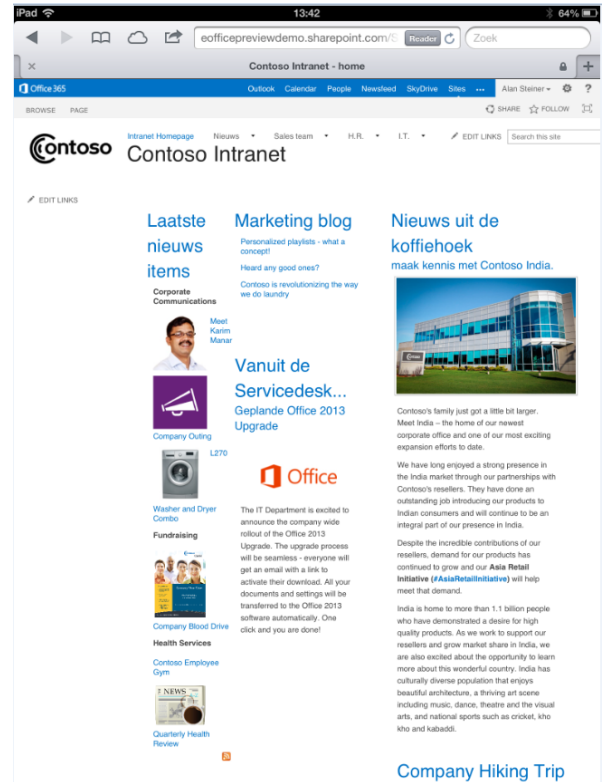 iPad 13:42 64%
eofficepreviewdemo.sharepoint.com/S Reader Zoek
Contoso Intranet - home
Office 365 Outlook Calendar People Newsfeed SkyDrive Sites ••• Alan Steiner ?
BROWSE PAGE SHARE FOLLOW
Contoso
Intranet Homepage Nieuws Sales team H.R. I.T. EDIT LINKS Search this site
Contoso Intranet
EDIT LINKS
Laatste
nieuws
items
Corporate
Communications
Meet
Karim
Manar
Company Outing
L270
Washer and Dryer
Combo
Fundraising
Company Blood Drive
Health Services
Contoso Employee
Gym
NEWS
Quarterly Health
Review
Marketing blog
Personalized playlists - what a
concept!
Heard any good ones?
Contoso is revolutionizing the way
we do laundry
Vanuit de
Servicedesk...
Geplande Office 2013
Upgrade
Office
The IT Department is excited to
announce the company wide
rollout of the Office 2013
Upgrade. The upgrade process
will be seamless - everyone will
get an email with a link to
activate their download. All your
documents and settings will be
transferred to the Office 2013
software automatically. One
click and you are done!
Nieuws uit de
koffiehoek
maak kennis met Contoso India.
Contoso's family just got a little bit larger.
Meet India – the home of our newest
corporate office and one of our most exciting
expansion efforts to date.
We have long enjoyed a strong presence in
the India market through our partnerships with
Contoso's resellers. They have done an
outstanding job introducing our products to
Indian consumers and will continue to be an
integral part of our presence in India.
Despite the incredible contributions of our
resellers, demand for our products has
continued to grow and our Asia Retail
Initiative (#AsiaRetailInitiative) will help
meet that demand.
India is home to more than 1.1 billion people
who have demonstrated a desire for high
quality products. As we work to support our
resellers and grow market share in India, we
are also excited about the opportunity to learn
more about this wonderful country. India has
culturally diverse population that enjoys
beautiful architecture, a thriving art scene
including music, dance, theatre and the visual
arts, and national sports such as cricket, kho
kho and kabaddi.
Company Hiking Trip